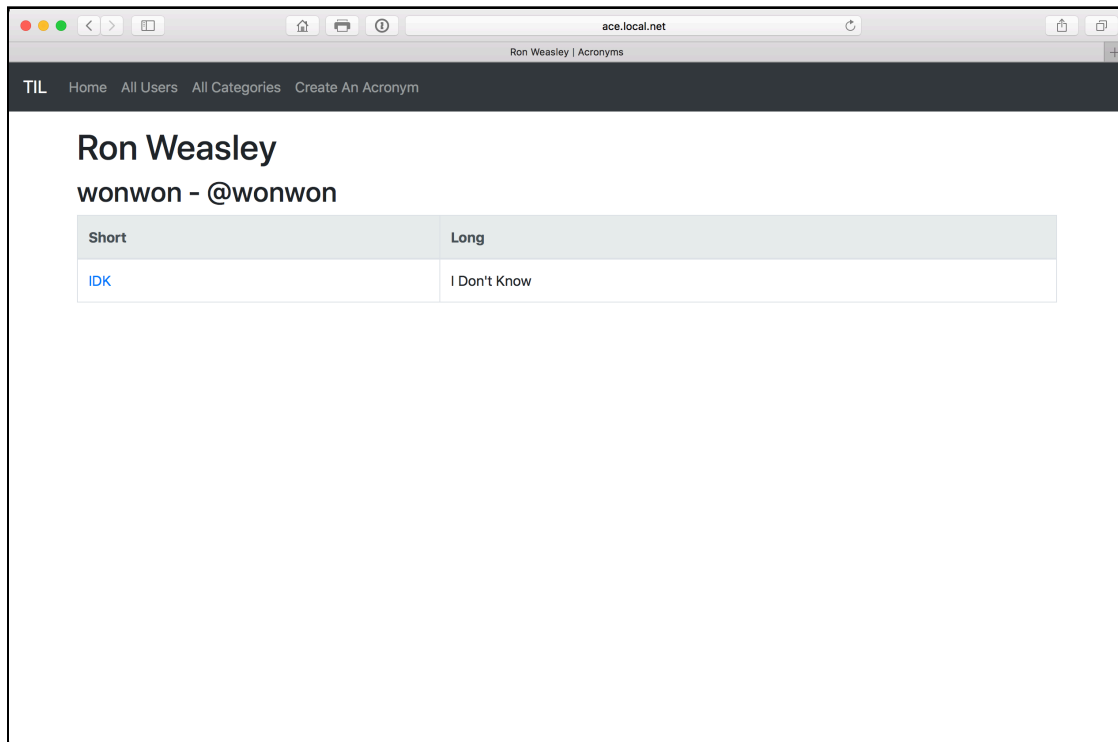 ace.local.net
Ron Weasley | Acronyms
TIL Home All Users All Categories Create An Acronym
Ron Weasley
wonwon - @wonwon
Short Long
IDK I Don't Know